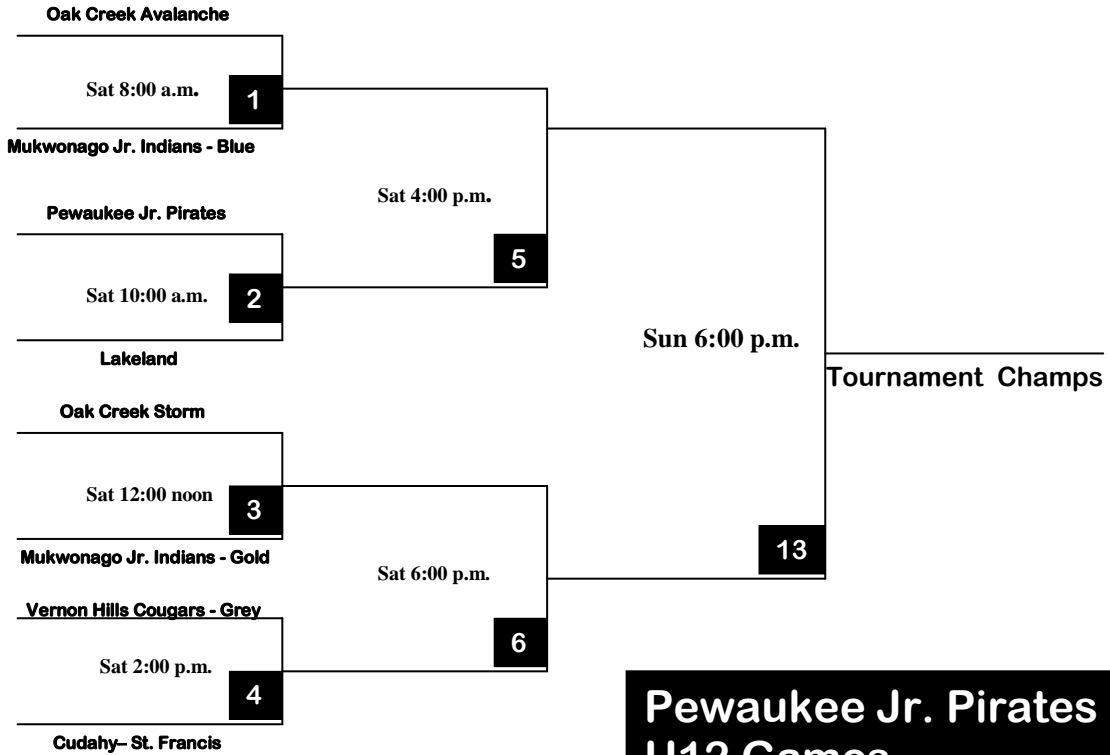 Oak Creek Avalanche
Sat 8:00 a.m.
1
Mukwonago Jr. Indians - Blue
Sat 4:00 p.m.
Pewaukee Jr. Pirates
5
Sat 10:00 a.m.
2
Sun 6:00 p.m.
Lakeland
Tournament Champs
Oak Creek Storm
Sat 12:00 noon
3
13
Mukwonago Jr. Indians - Gold
Sat 6:00 p.m.
Vernon Hills Cougars - Grey
6
Sat 2:00 p.m.
4
Cudahy– St. Francis
Pewaukee Jr. Pirates
U12 Games